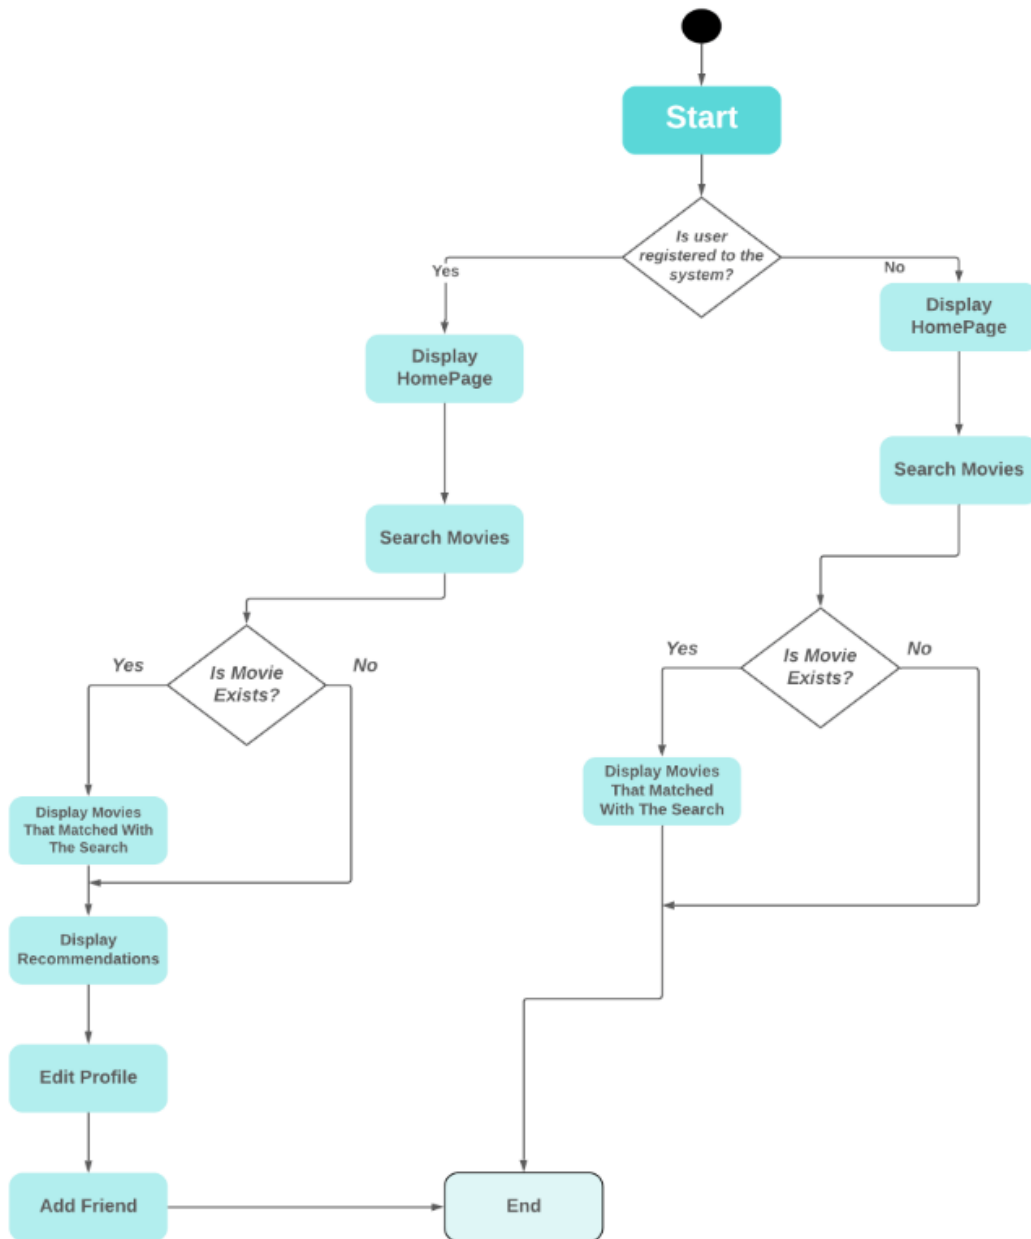 Start
Is user
registered to the
system?
Yes
No
Display
HomePage
Display
HomePage
Search Movies
Search Movies
Yes
Is Movie
Exists?
No
Yes
Is Movie
Exists?
No
Display Movies
That Matched With
The Search
Display Movies
That Matched
With The Search
Display
Recommendations
Edit Profile
Add Friend
End